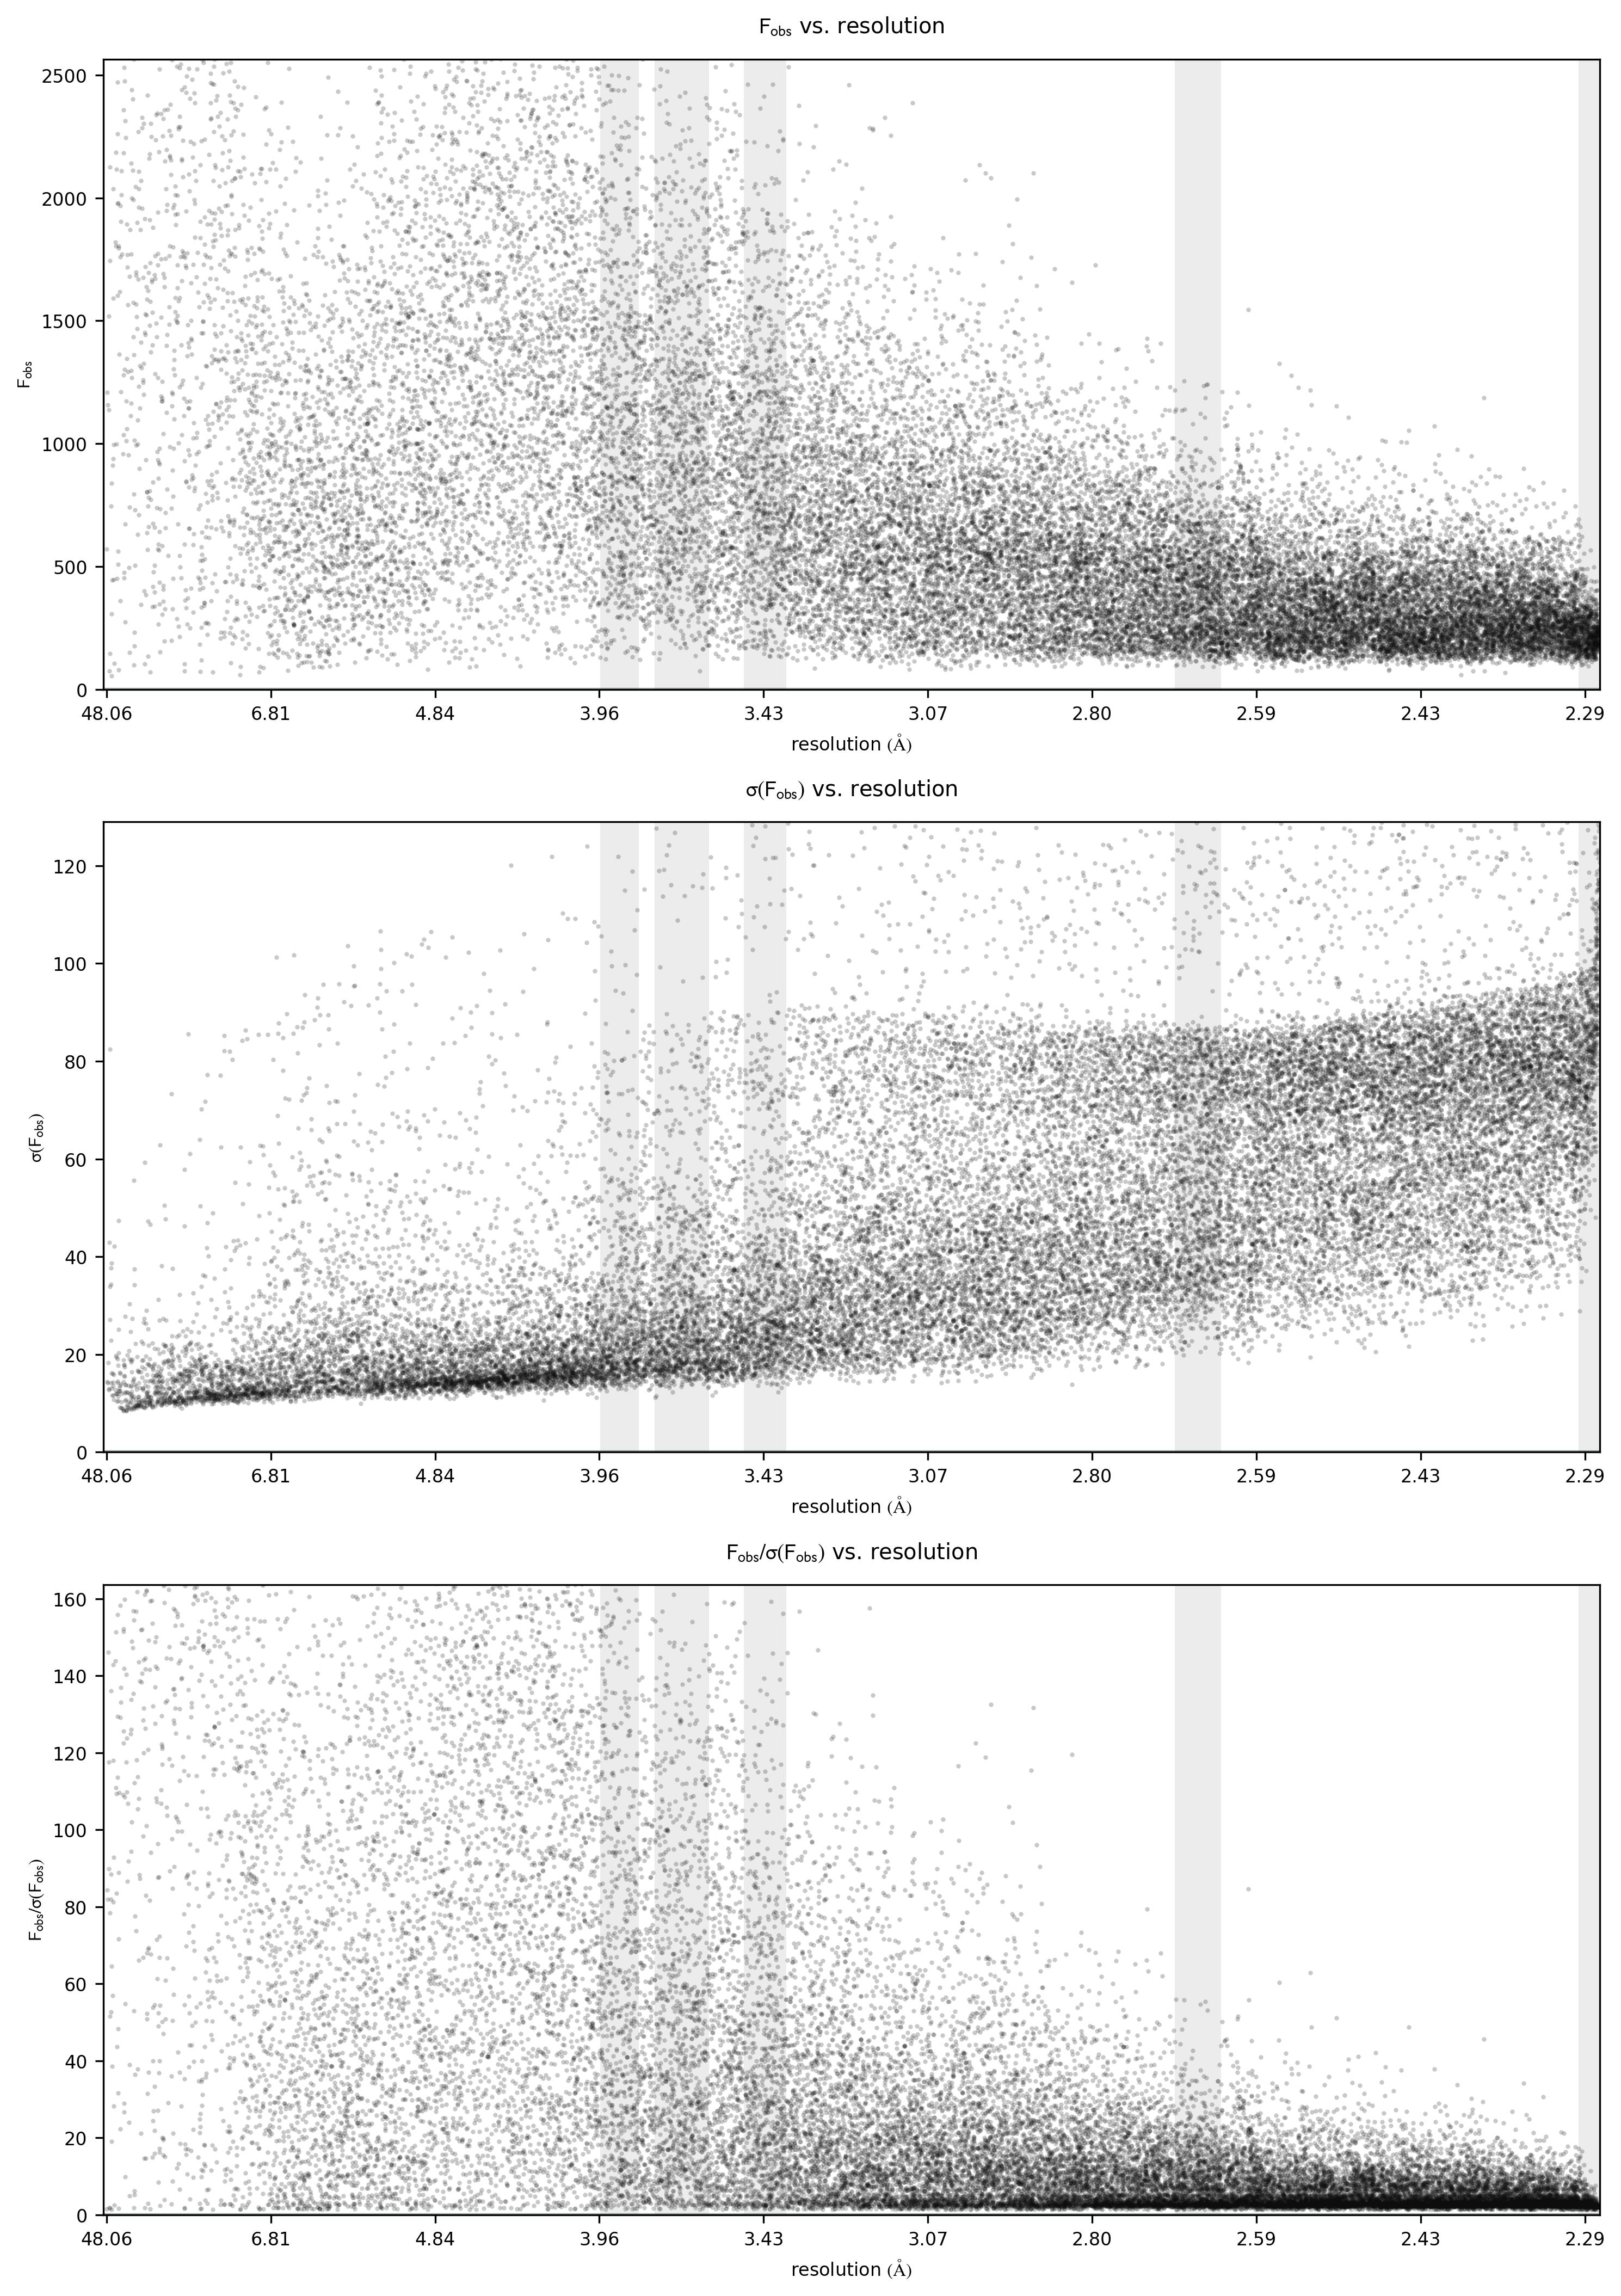 Fobs vs. resolution
2500
2000
1500
1000
500
0
Fobs
48.06 6.81 4.84 3.96 3.43 3.07 2.80 2.59 2.43 2.29
resolution (Å)
σ(Fobs) vs. resolution
120
100
80
60
40
20
0
σ(Fobs)
48.06 6.81 4.84 3.96 3.43 3.07 2.80 2.59 2.43 2.29
resolution (Å)
Fobs/σ(Fobs) vs. resolution
160
140
120
100
80
60
40
20
0
Fobs/σ(Fobs)
48.06 6.81 4.84 3.96 3.43 3.07 2.80 2.59 2.43 2.29
resolution (Å)